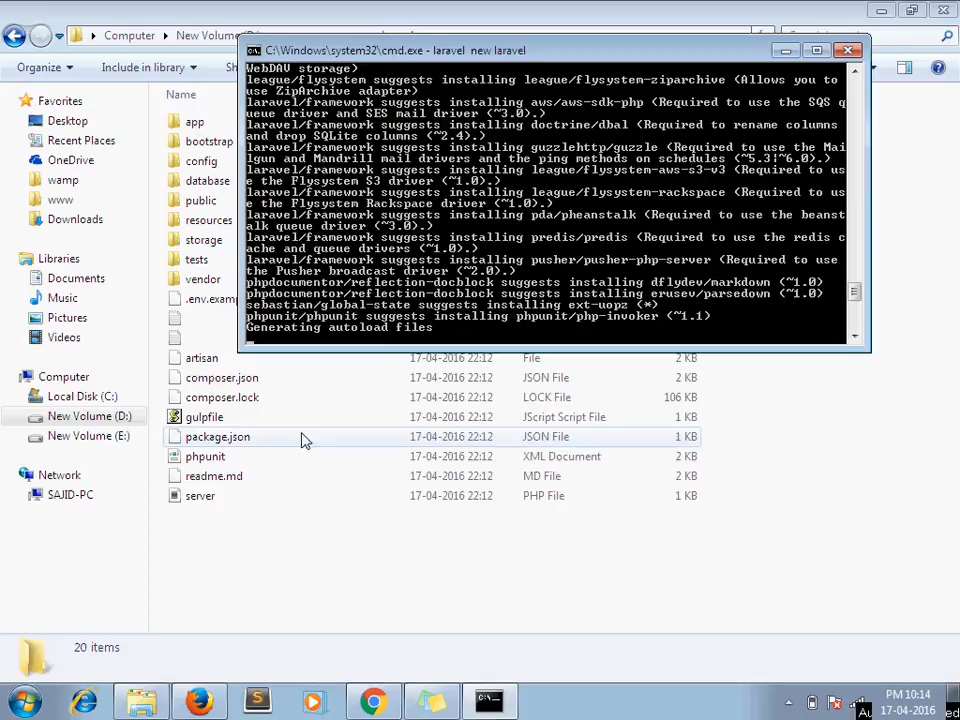 Computer
New Volume (D:)
C:\Windows\system32\cmd.exe - laravel new laravel
Organize
Include in library
WebDAV storage)
league/flysystem suggests installing league/flysystem-ziparchive (Allows you to
use ZipArchive adapter)
laravel/framework suggests installing aws/aws-sdk-php (Required to use the SQS q
ueue driver and SES mail driver (~3.0).)
laravel/framework suggests installing doctrine/dbal (Required to rename columns
and drop SQLite columns (~2.4).)
laravel/framework suggests installing guzzlehttp/guzzle (Required to use the Mai
lgun and Mandrill mail drivers and the ping methods on schedules (~5.3|~6.0).)
laravel/framework suggests installing league/flysystem-aws-s3-v3 (Required to us
e the Flysystem S3 driver (~1.0).)
laravel/framework suggests installing league/flysystem-rackspace (Required to us
e the Flysystem Rackspace driver (~1.0).)
laravel/framework suggests installing pda/pheanstalk (Required to use the beanst
alk queue driver (~3.0).)
laravel/framework suggests installing predis/predis (Required to use the redis c
ache and queue drivers (~1.0).)
laravel/framework suggests installing pusher/pusher-php-server (Required to use
the Pusher broadcast driver (~2.0).)
phpdocumentor/reflection-docblock suggests installing dflydev/markdown (~1.0)
phpdocumentor/reflection-docblock suggests installing erusev/parsedown (~1.0)
sebastian/global-state suggests installing ext-uopz (*)
phpunit/phpunit suggests installing phpunit/php-invoker (~1.1)
Generating autoload files
Favorites
Desktop
Recent Places
OneDrive
wamp
www
Downloads
Libraries
Documents
Music
Pictures
Videos
Computer
Local Disk (C:)
New Volume (D:)
New Volume (E:)
Network
SAJID-PC
Name
app
bootstrap
config
database
public
resources
storage
tests
vendor
artisan 17-04-2016 22:12 File 2 KB
composer.json 17-04-2016 22:12 JSON File 2 KB
composer.lock 17-04-2016 22:12 LOCK File 106 KB
gulpfile 17-04-2016 22:12 JScript Script File 1 KB
package.json 17-04-2016 22:12 JSON File 1 KB
phpunit 17-04-2016 22:12 XML Document 2 KB
readme.md 17-04-2016 22:12 MD File 2 KB
server 17-04-2016 22:12 PHP File 1 KB
20 items
PM 10:14
17-04-2016